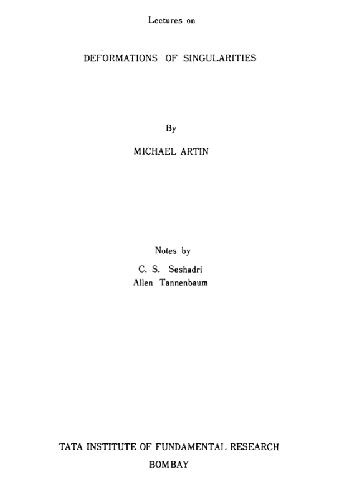 Lectures on
DEFORMATIONS OF SINGULARITIES
By
MICHAEL ARTIN
Notes by
C. S. Seshadri
Allen Tannenbaum
TATA INSTITUTE OF FUNDAMENTAL RESEARCH
BOMBAY